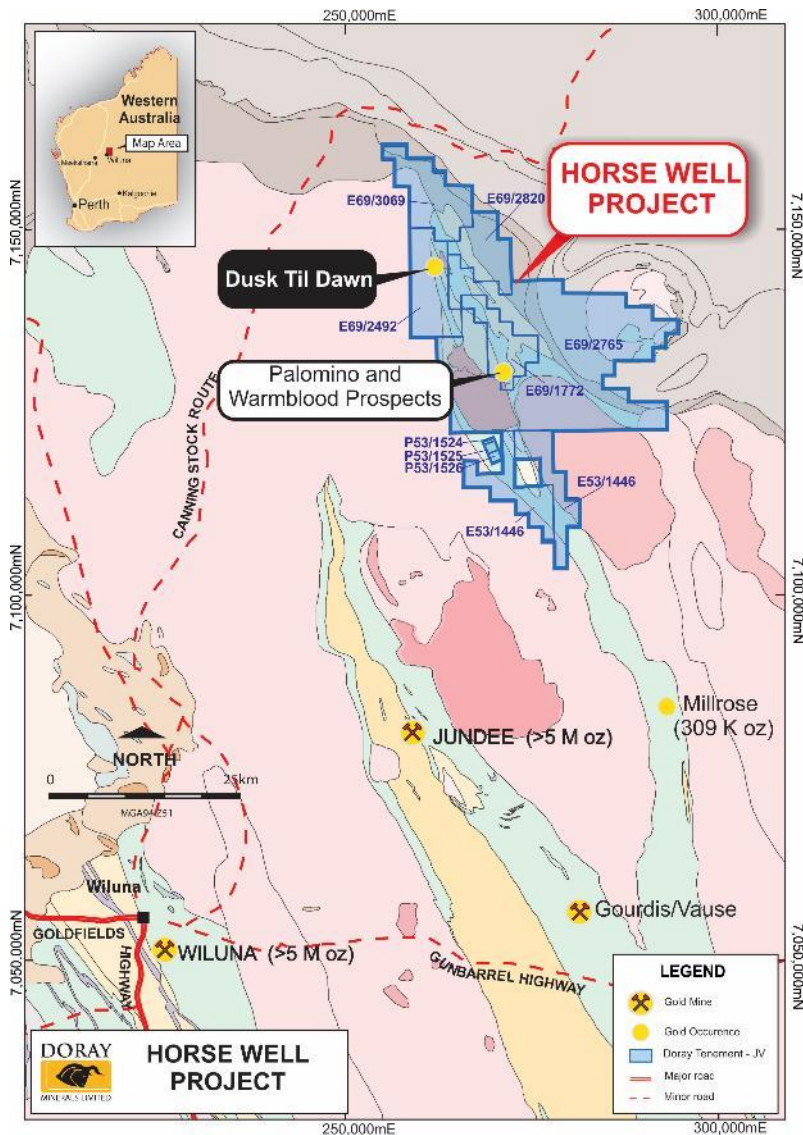 250,000mE
300,000mE
Western
Australia
Map Area
Meekatharra
Wiluna
Kalgoorlie
Perth
7,150,000mN
7,150,000mN
E69/3069
E69/2820
HORSE WELL
PROJECT
Dusk Til Dawn
E69/2492
E69/2765
Palomino and
Warmblood Prospects
E69/1772
CANNING STOCK ROUTE
P53/1524
P53/1525
P53/1526
E53/1446
E53/1446
7,100,000mN
7,100,000mN
Millrose
(309 K oz)
JUNDEE (>5 M oz)
NORTH
0
25km
MGA94 Z51
Wiluna
Gourdis/Vause
GOLDFIELDS
HIGHWAY
WILUNA (>5 M oz)
GUNBARREL HIGHWAY
7,050,000mN
7,050,000mN
LEGEND
Gold Mine
Gold Occurence
Doray Tenement - JV
Major road
Minor road
DORAY
MINERALS LIMITED
HORSE WELL
PROJECT
250,000mE
300,000mE